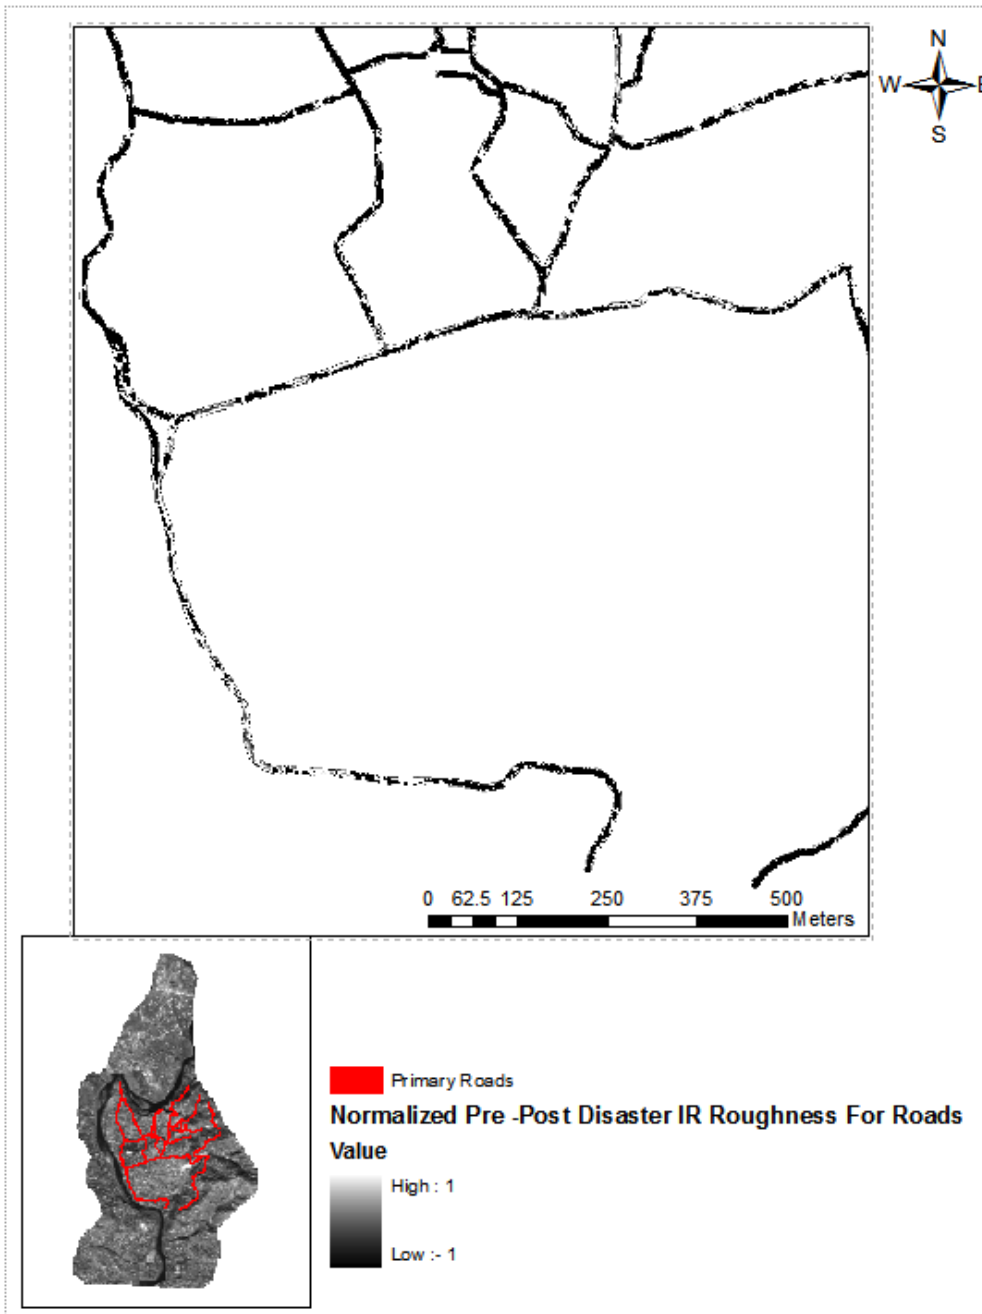 N
W E
S
0 62.5 125 250 375 500
Meters
Primary Roads
Normalized Pre -Post Disaster IR Roughness For Roads
Value
High : 1
Low :- 1